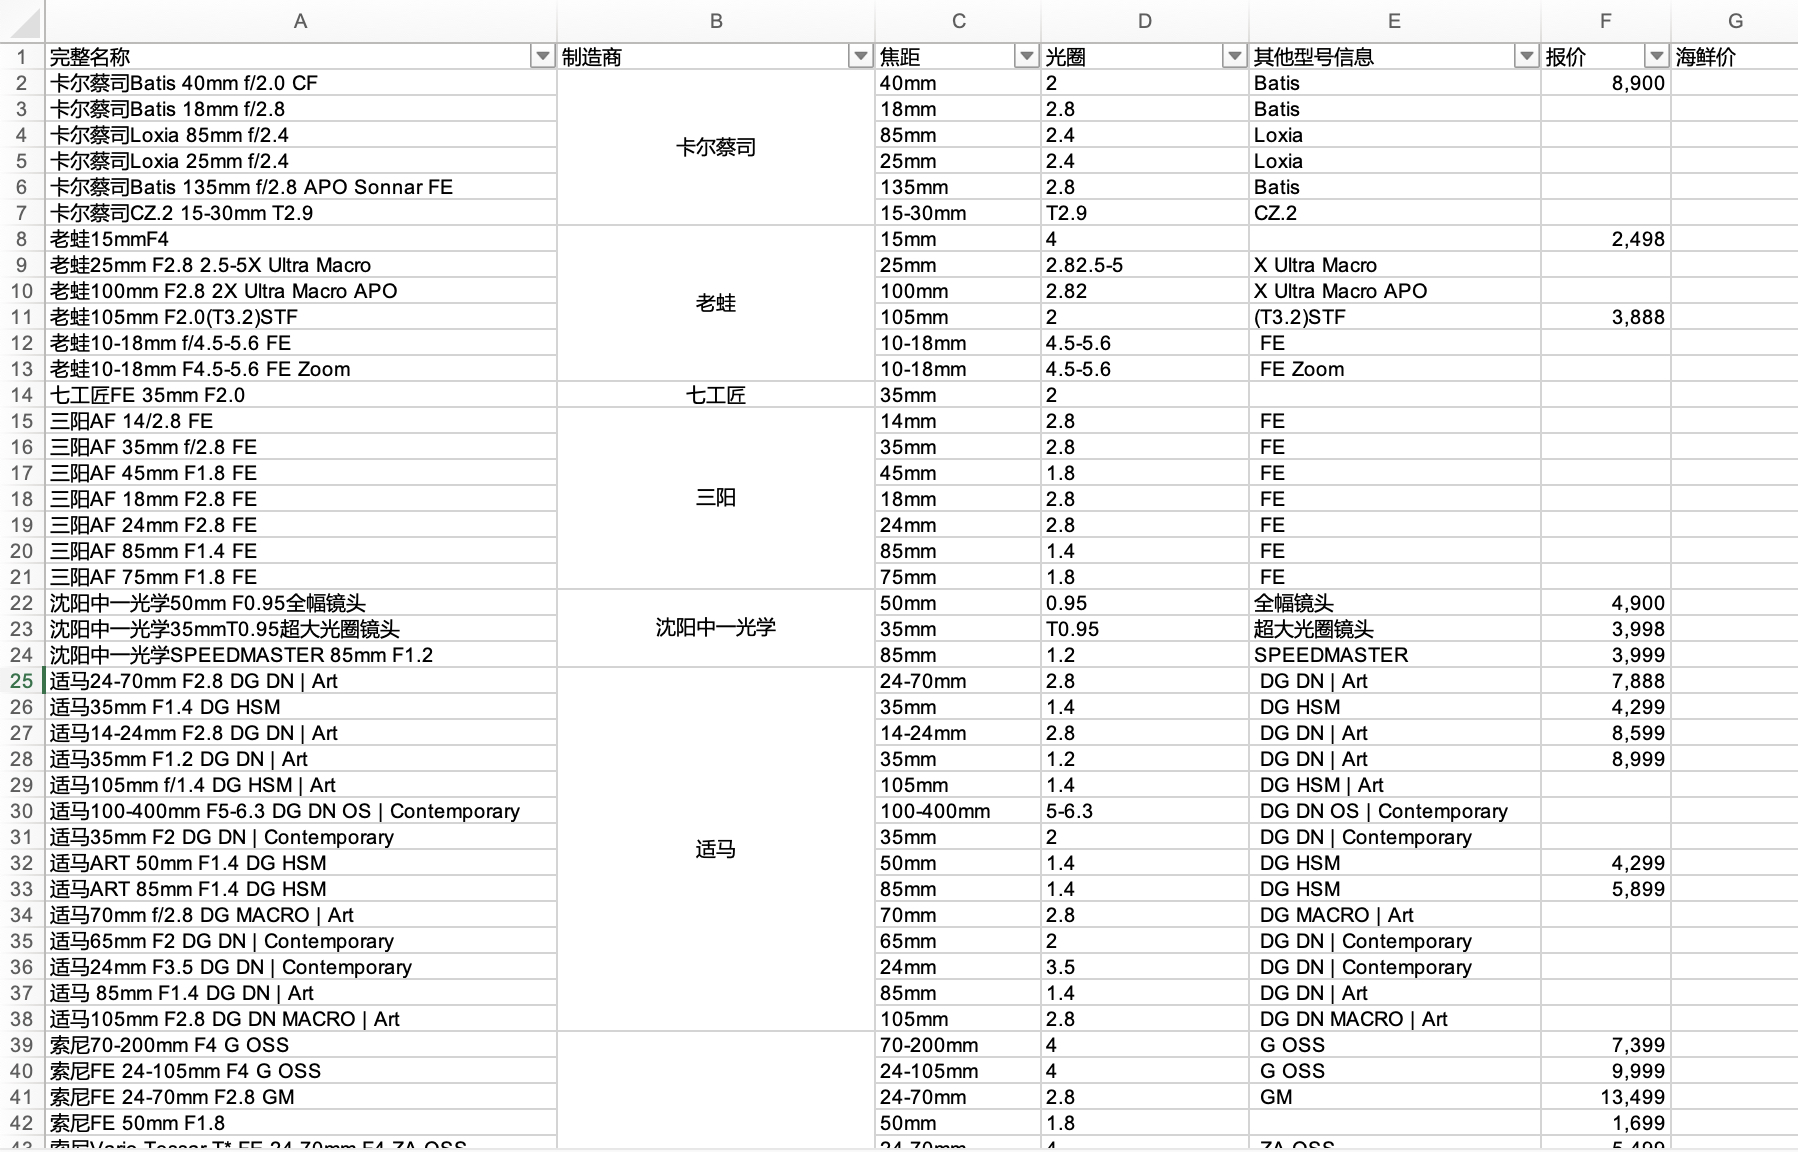 A B C D E F G
1 完整名称 制造商 焦距 光圈 其他型号信息 报价 海鲜价
2 卡尔蔡司Batis 40mm f/2.0 CF 40mm 2 Batis 8,900
3 卡尔蔡司Batis 18mm f/2.8 18mm 2.8 Batis
4 卡尔蔡司Loxia 85mm f/2.4 85mm 2.4 Loxia
卡尔蔡司
5 卡尔蔡司Loxia 25mm f/2.4 25mm 2.4 Loxia
6 卡尔蔡司Batis 135mm f/2.8 APO Sonnar FE 135mm 2.8 Batis
7 卡尔蔡司CZ.2 15-30mm T2.9 15-30mm T2.9 CZ.2
8 老蛙15mmF4 15mm 4 2,498
9 老蛙25mm F2.8 2.5-5X Ultra Macro 25mm 2.82.5-5 X Ultra Macro
10 老蛙100mm F2.8 2X Ultra Macro APO 100mm 2.82 X Ultra Macro APO
老蛙
11 老蛙105mm F2.0(T3.2)STF 105mm 2 (T3.2)STF 3,888
12 老蛙10-18mm f/4.5-5.6 FE 10-18mm 4.5-5.6 FE
13 老蛙10-18mm F4.5-5.6 FE Zoom 10-18mm 4.5-5.6 FE Zoom
14 七工匠FE 35mm F2.0 七工匠 35mm 2
15 三阳AF 14/2.8 FE 14mm 2.8 FE
16 三阳AF 35mm f/2.8 FE 35mm 2.8 FE
17 三阳AF 45mm F1.8 FE 45mm 1.8 FE
18 三阳AF 18mm F2.8 FE 三阳 18mm 2.8 FE
19 三阳AF 24mm F2.8 FE 24mm 2.8 FE
20 三阳AF 85mm F1.4 FE 85mm 1.4 FE
21 三阳AF 75mm F1.8 FE 75mm 1.8 FE
22 沈阳中一光学50mm F0.95全幅镜头 50mm 0.95 全幅镜头 4,900
23 沈阳中一光学35mmT0.95超大光圈镜头 沈阳中一光学 35mm T0.95 超大光圈镜头 3,998
24 沈阳中一光学SPEEDMASTER 85mm F1.2 85mm 1.2 SPEEDMASTER 3,999
25 适马24-70mm F2.8 DG DN | Art 24-70mm 2.8 DG DN | Art 7,888
26 适马35mm F1.4 DG HSM 35mm 1.4 DG HSM 4,299
27 适马14-24mm F2.8 DG DN | Art 14-24mm 2.8 DG DN | Art 8,599
28 适马35mm F1.2 DG DN | Art 35mm 1.2 DG DN | Art 8,999
29 适马105mm f/1.4 DG HSM | Art 105mm 1.4 DG HSM | Art
30 适马100-400mm F5-6.3 DG DN OS | Contemporary 100-400mm 5-6.3 DG DN OS | Contemporary
31 适马35mm F2 DG DN | Contemporary 35mm 2 DG DN | Contemporary
适马
32 适马ART 50mm F1.4 DG HSM 50mm 1.4 DG HSM 4,299
33 适马ART 85mm F1.4 DG HSM 85mm 1.4 DG HSM 5,899
34 适马70mm f/2.8 DG MACRO | Art 70mm 2.8 DG MACRO | Art
35 适马65mm F2 DG DN | Contemporary 65mm 2 DG DN | Contemporary
36 适马24mm F3.5 DG DN | Contemporary 24mm 3.5 DG DN | Contemporary
37 适马 85mm F1.4 DG DN | Art 85mm 1.4 DG DN | Art
38 适马105mm F2.8 DG DN MACRO | Art 105mm 2.8 DG DN MACRO | Art
39 索尼70-200mm F4 G OSS 70-200mm 4 G OSS 7,399
40 索尼FE 24-105mm F4 G OSS 24-105mm 4 G OSS 9,999
41 索尼FE 24-70mm F2.8 GM 24-70mm 2.8 GM 13,499
42 索尼FE 50mm F1.8 50mm 1.8 1,699
43 索尼Vario-Tessar T* FE 24-70mm F4 ZA OSS 24-70mm 4 ZA OSS 5,499